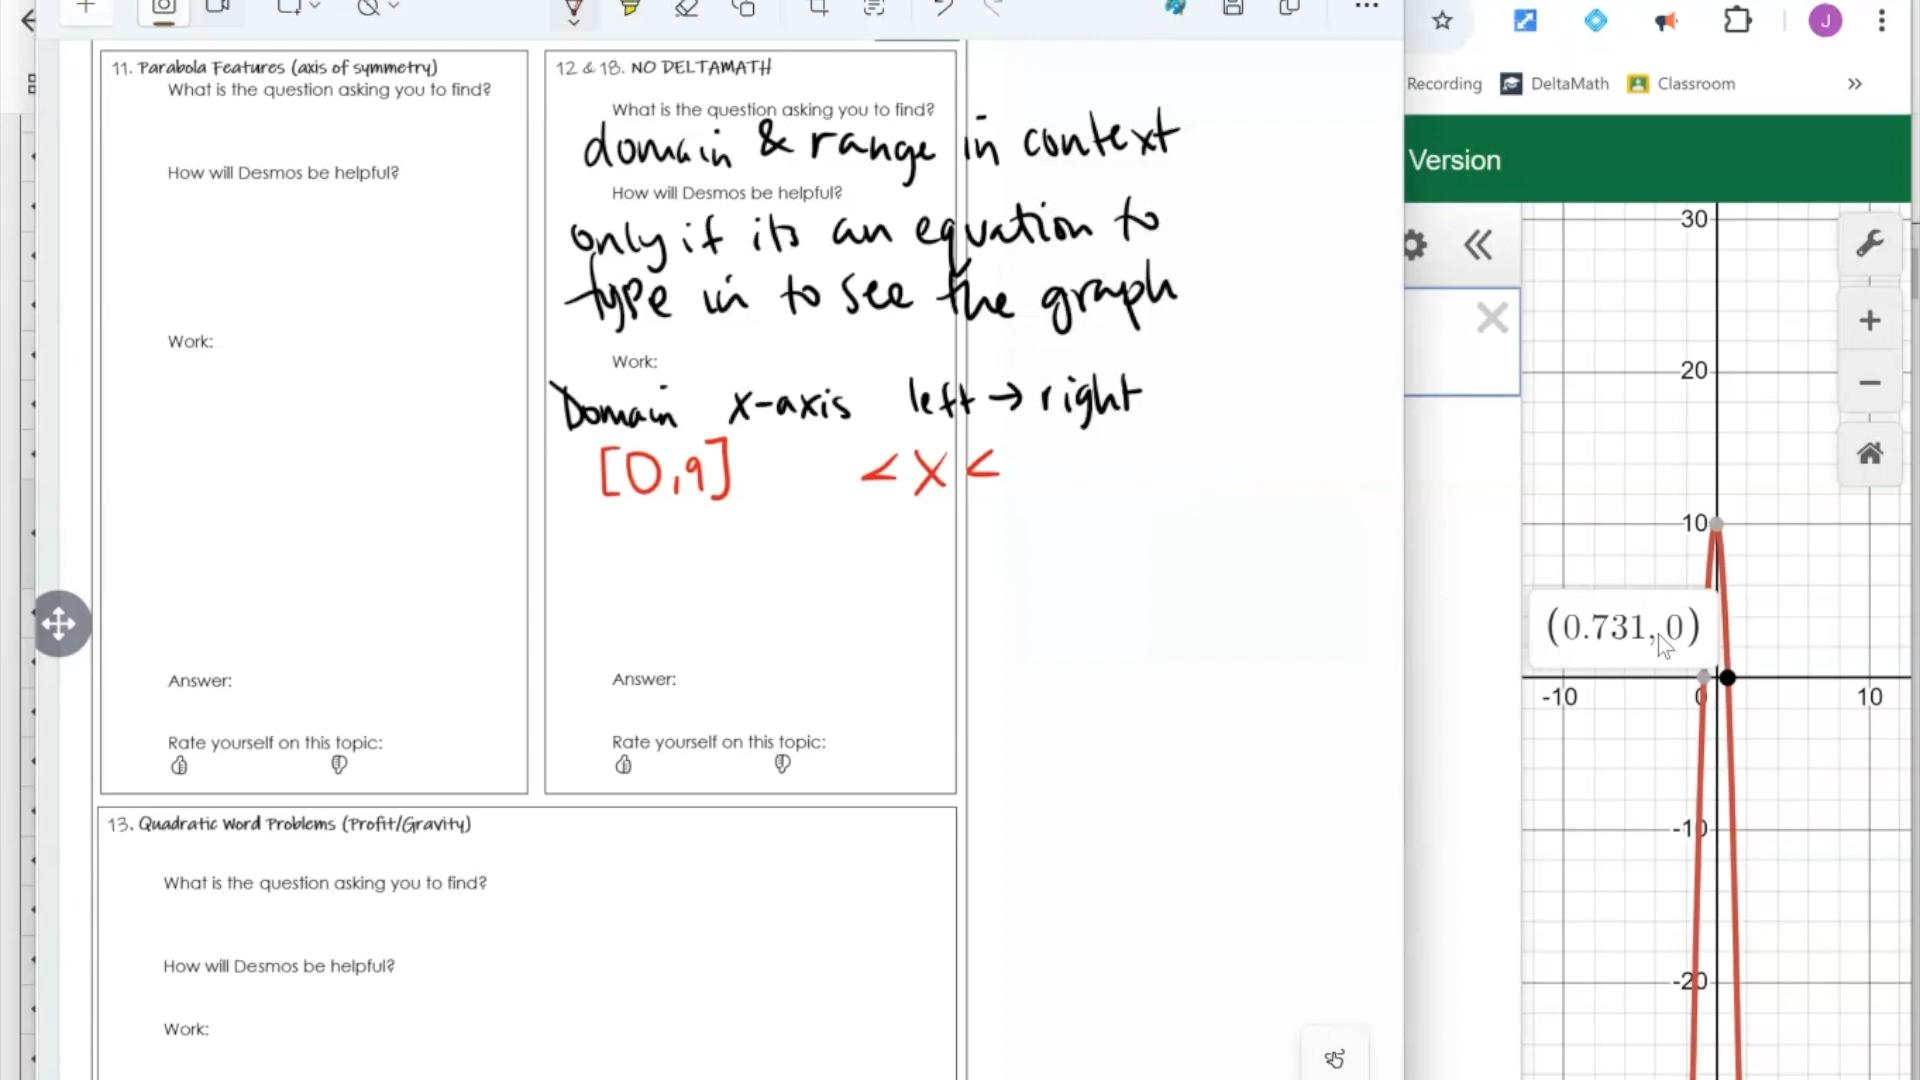 11. Parabola Features (axis of symmetry)
What is the question asking you to find?
How will Desmos be helpful?
Work:
Answer:
Rate yourself on this topic:
12 & 18. NO DELTAMATH
What is the question asking you to find?
domain & range in context
How will Desmos be helpful?
only if its an equation to
type in to see the graph
Work:
Domain x-axis left → right
[0,9] < x <
Answer:
Rate yourself on this topic:
13. Quadratic Word Problems (Profit/Gravity)
What is the question asking you to find?
How will Desmos be helpful?
Work:
J
Recording DeltaMath Classroom »
Version
30
20
10
(0.731, 0)
-10 0 10
-10
-20